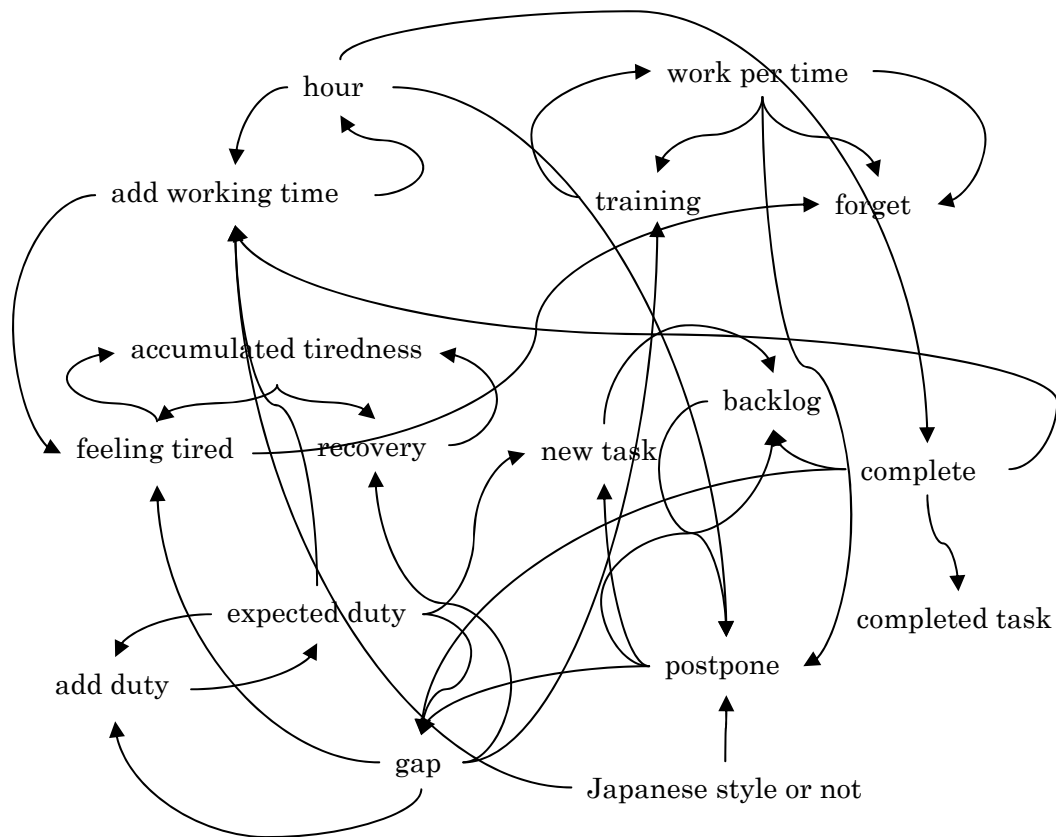 work per time
hour
add working time
training
forget
accumulated tiredness
backlog
feeling tired
recovery
new task
complete
expected duty
completed task
postpone
add duty
gap
Japanese style or not